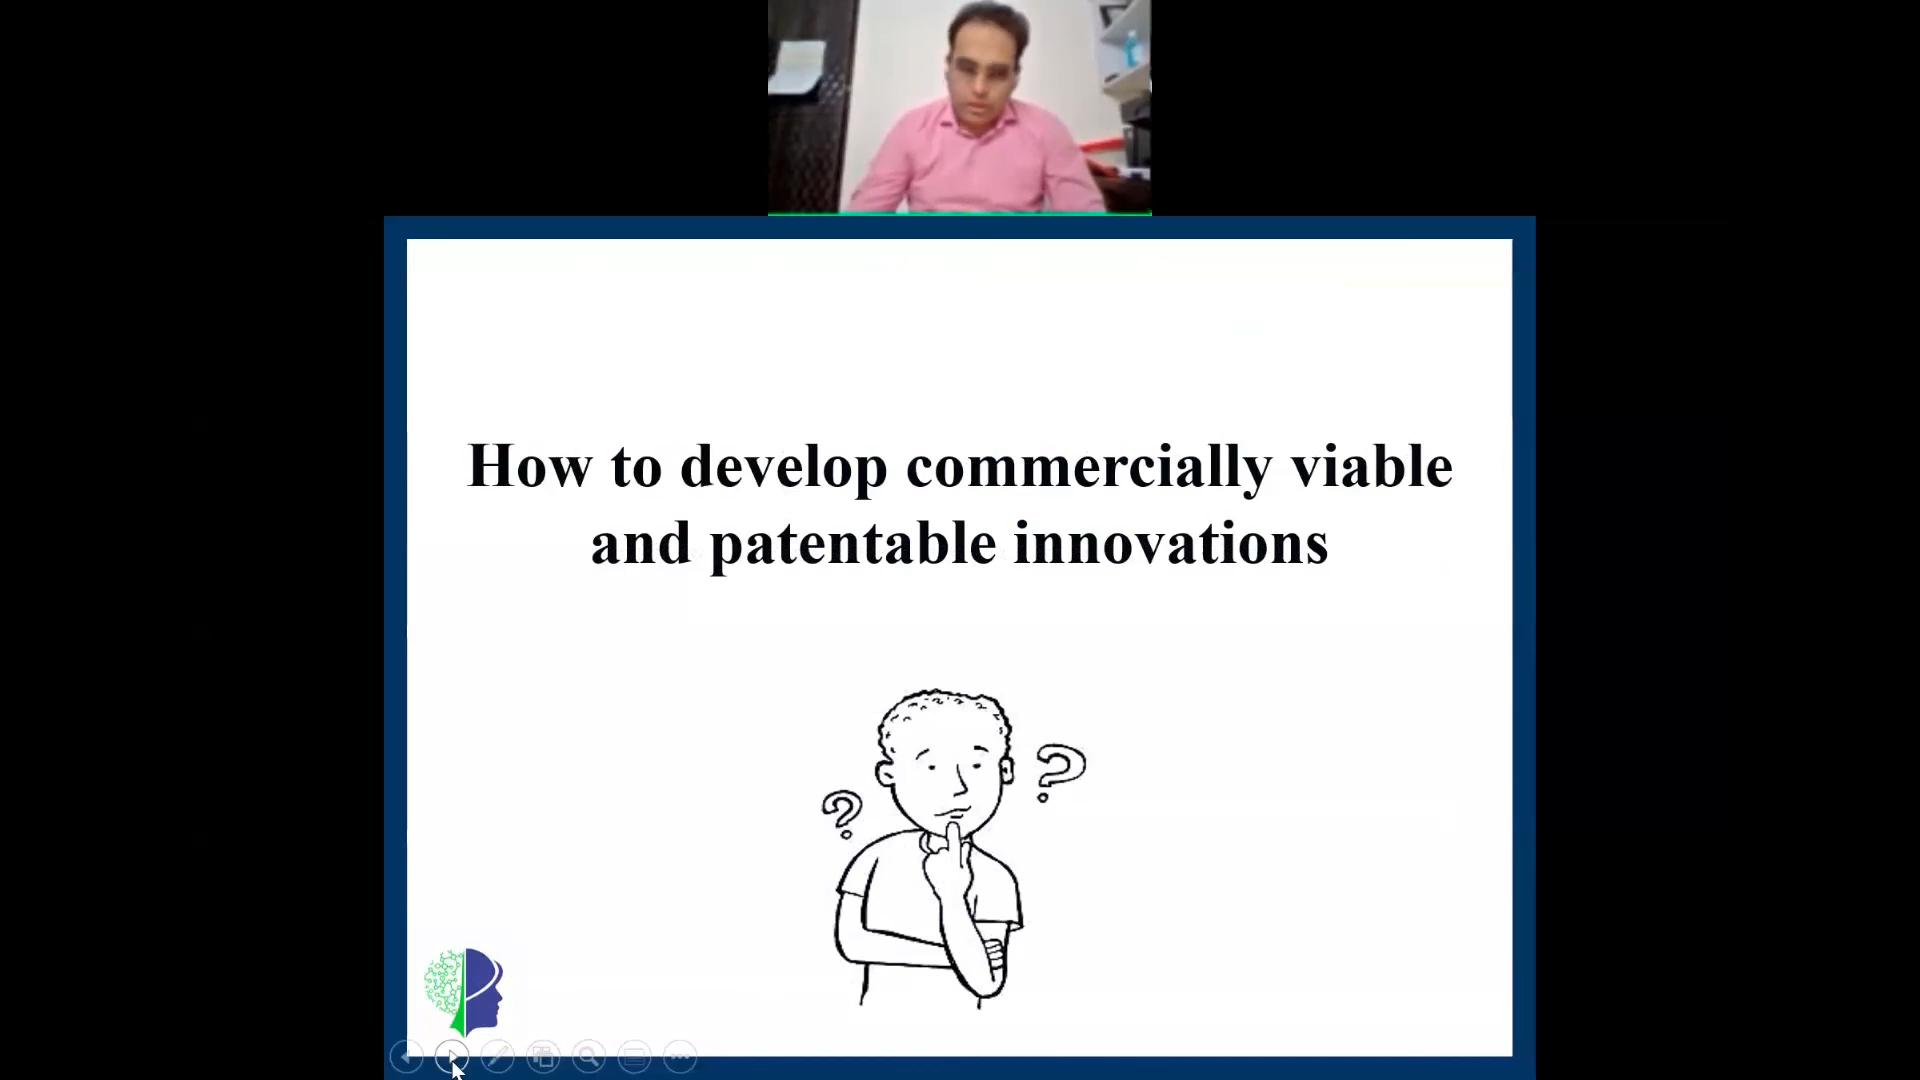 How to develop commercially viable
and patentable innovations
? ?